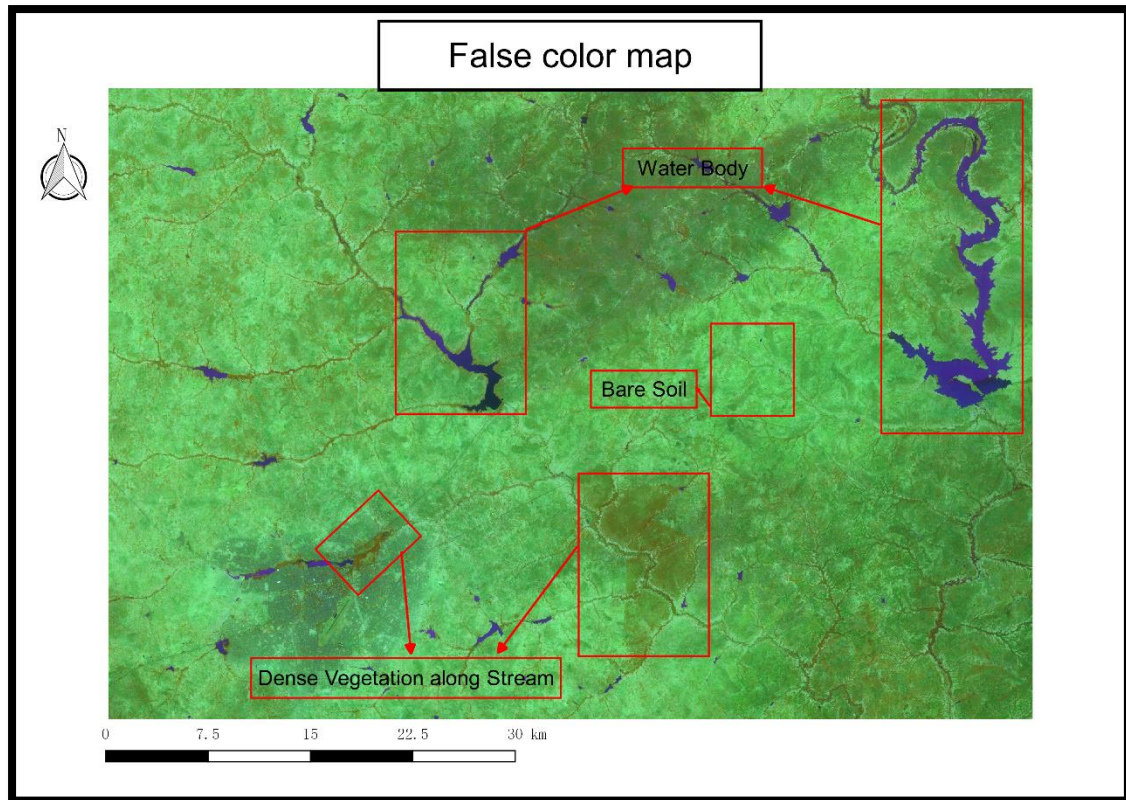 False color map
N
Water Body
Bare Soil
Dense Vegetation along Stream
0 7.5 15 22.5 30 km